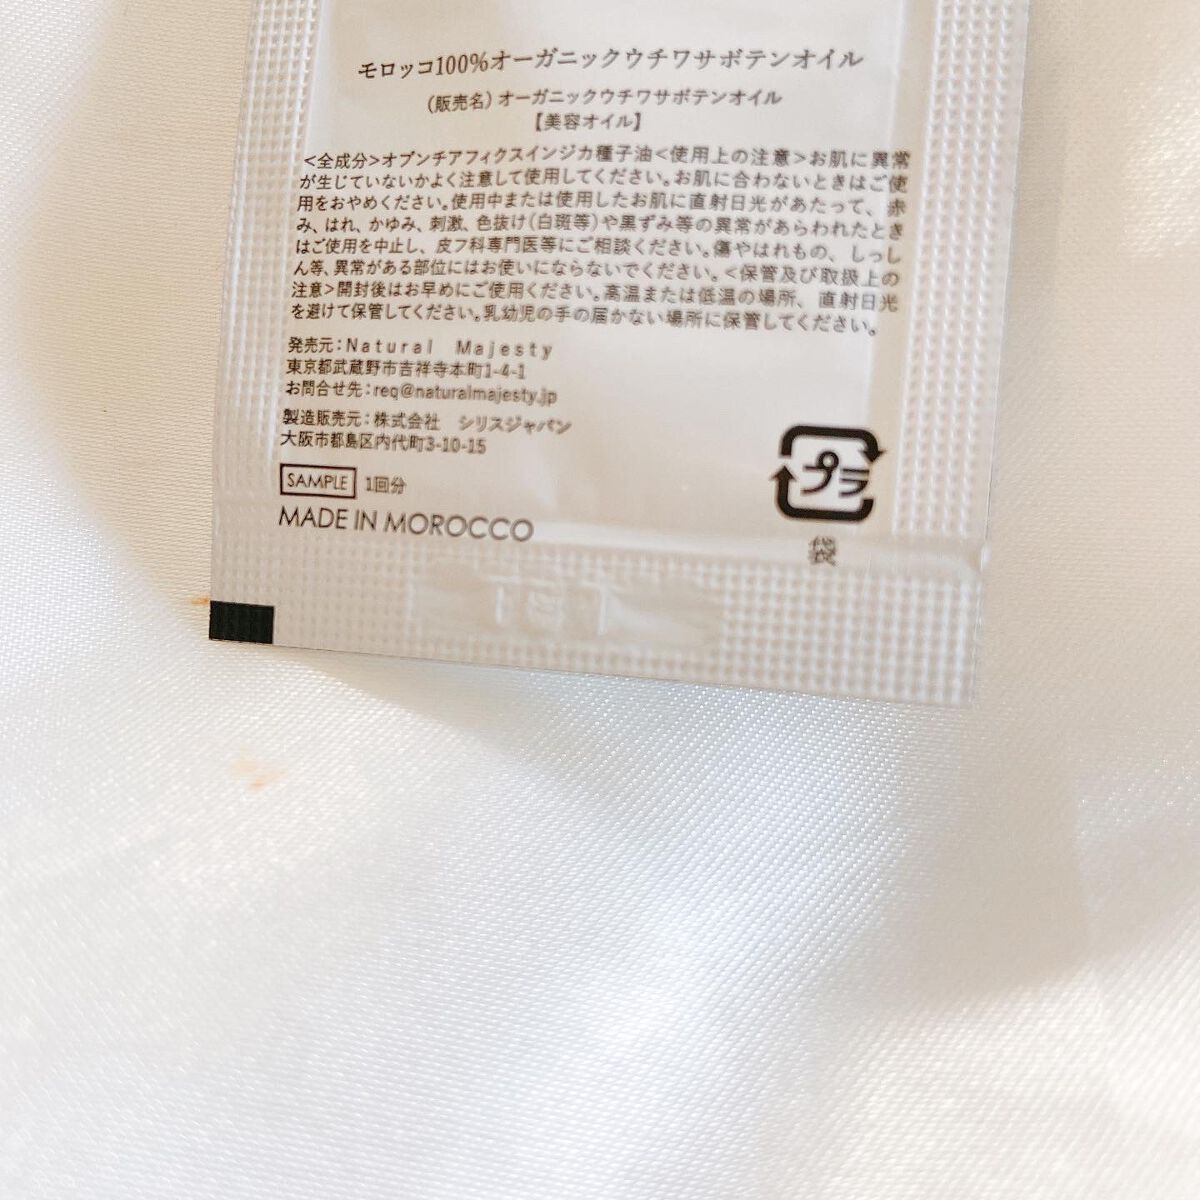 モロッコ100%オーガニックウチワサボテンオイル
(販売名)オーガニックウチワサボテンオイル
【美容オイル】
<全成分>オプンチアフィクスインジカ種子油<使用上の注意>お肌に異常
が生じていないかよく注意して使用してください。お肌に合わないときはご使
用をおやめください。使用中または使用したお肌に直射日光があたって、赤
み、はれ、かゆみ、刺激、色抜け(白斑等)や黒ずみ等の異常があらわれたとき
はご使用を中止し、皮フ科専門医等にご相談ください。傷やはれもの、しっし
ん等、異常がある部位にはお使いにならないでください。<保管及び取扱上の
注意>開封後はお早めにご使用ください。高温または低温の場所、直射日光
を避けて保管してください。乳幼児の手の届かない場所に保管してください。
発売元:Natural Majesty
東京都武蔵野市吉祥寺本町1-4-1
お問合せ先:req@naturalmajesty.jp
製造販売元:株式会社 シリスジャパン
大阪市都島区内代町3-10-15
SAMPLE 1回分
MADE IN MOROCCO
プラ
袋